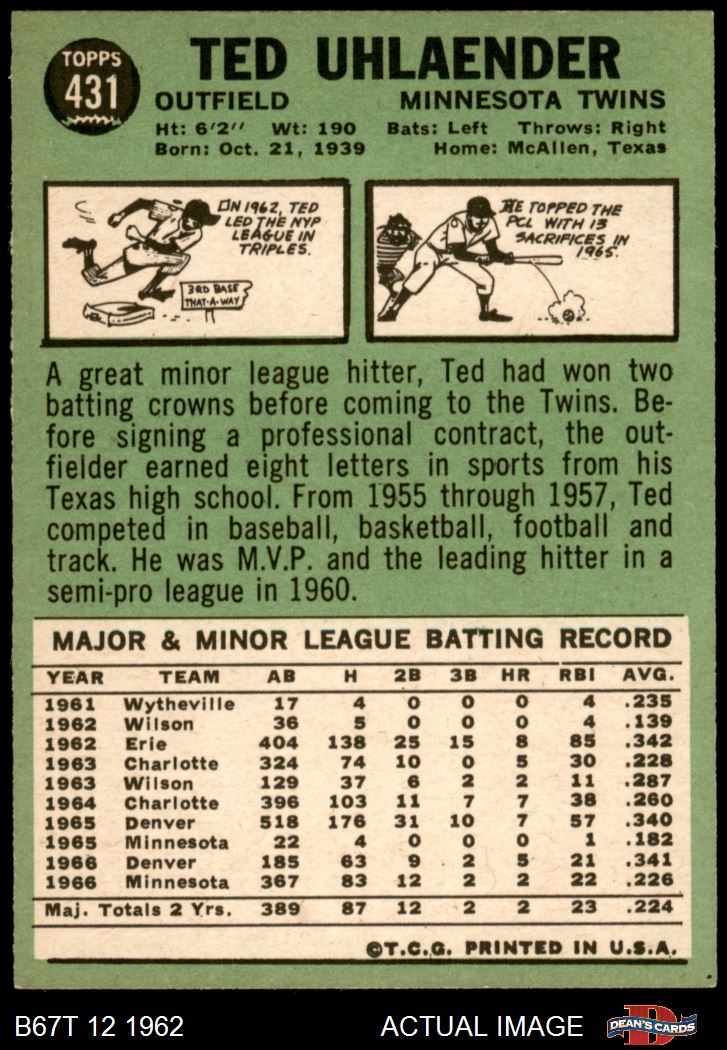 TOPPS
431
TED UHLAENDER
OUTFIELD MINNESOTA TWINS
Ht: 6'2" Wt: 190 Bats: Left Throws: Right
Born: Oct. 21, 1939 Home: McAllen, Texas
IN 1962, TED
LED THE NYP
LEAGUE IN
TRIPLES.
3RD BASE
THAT-A-WAY
HE TOPPED THE
PCL WITH 13
SACRIFICES IN
1965.
A great minor league hitter, Ted had won two
batting crowns before coming to the Twins. Be-
fore signing a professional contract, the out-
fielder earned eight letters in sports from his
Texas high school. From 1955 through 1957, Ted
competed in baseball, basketball, football and
track. He was M.V.P. and the leading hitter in a
semi-pro league in 1960.
MAJOR & MINOR LEAGUE BATTING RECORD
YEAR TEAM AB H 2B 3B HR RBI AVG.
1961 Wytheville 17 4 0 0 0 4 .235
1962 Wilson 36 5 0 0 0 4 .139
1962 Erie 404 138 25 15 8 85 .342
1963 Charlotte 324 74 10 0 5 30 .228
1963 Wilson 129 37 6 2 2 11 .287
1964 Charlotte 396 103 11 7 7 38 .260
1965 Denver 518 176 31 10 7 57 .340
1965 Minnesota 22 4 0 0 0 1 .182
1966 Denver 185 63 9 2 5 21 .341
1966 Minnesota 367 83 12 2 2 22 .226
Maj. Totals 2 Yrs. 389 87 12 2 2 23 .224
©T.C.G. PRINTED IN U.S.A.
B67T 12 1962 ACTUAL IMAGE
D
DEAN'S CARDS